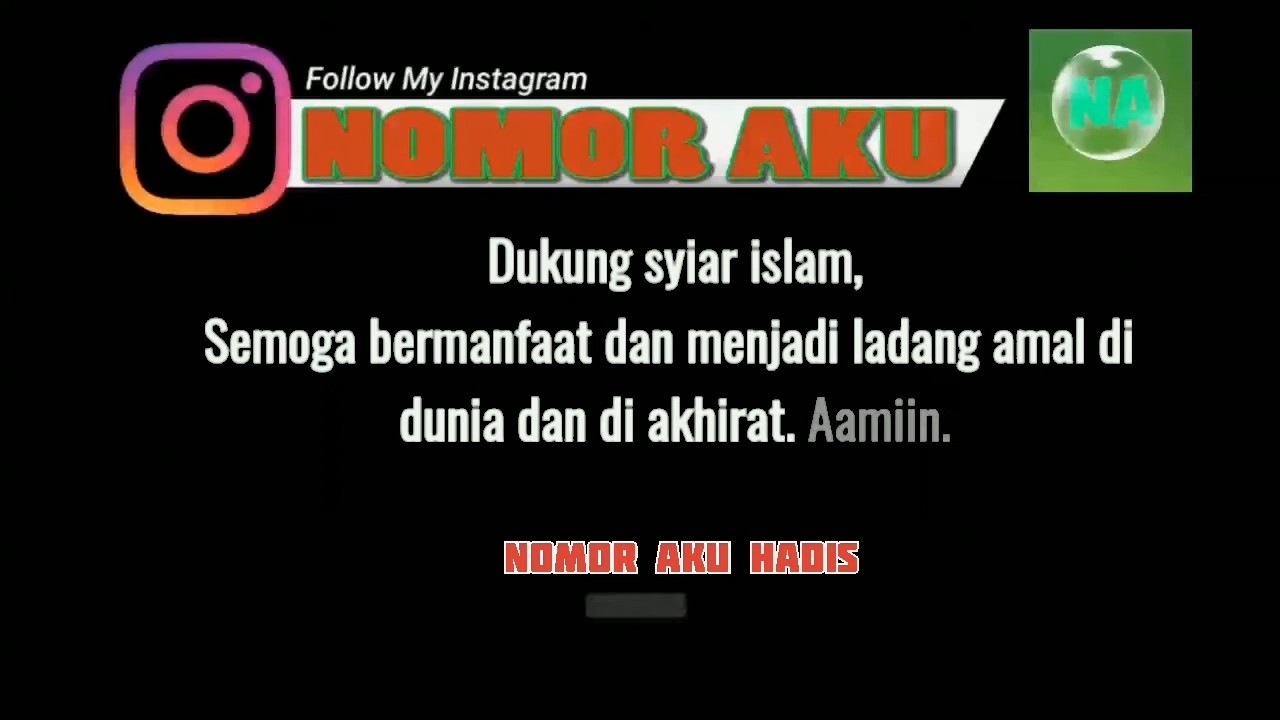 Follow My Instagram
NOMOR AKU
NA
Dukung syiar islam,
Semoga bermanfaat dan menjadi ladang amal di
dunia dan di akhirat. Aamiin.
NOMOR AKU HADIS